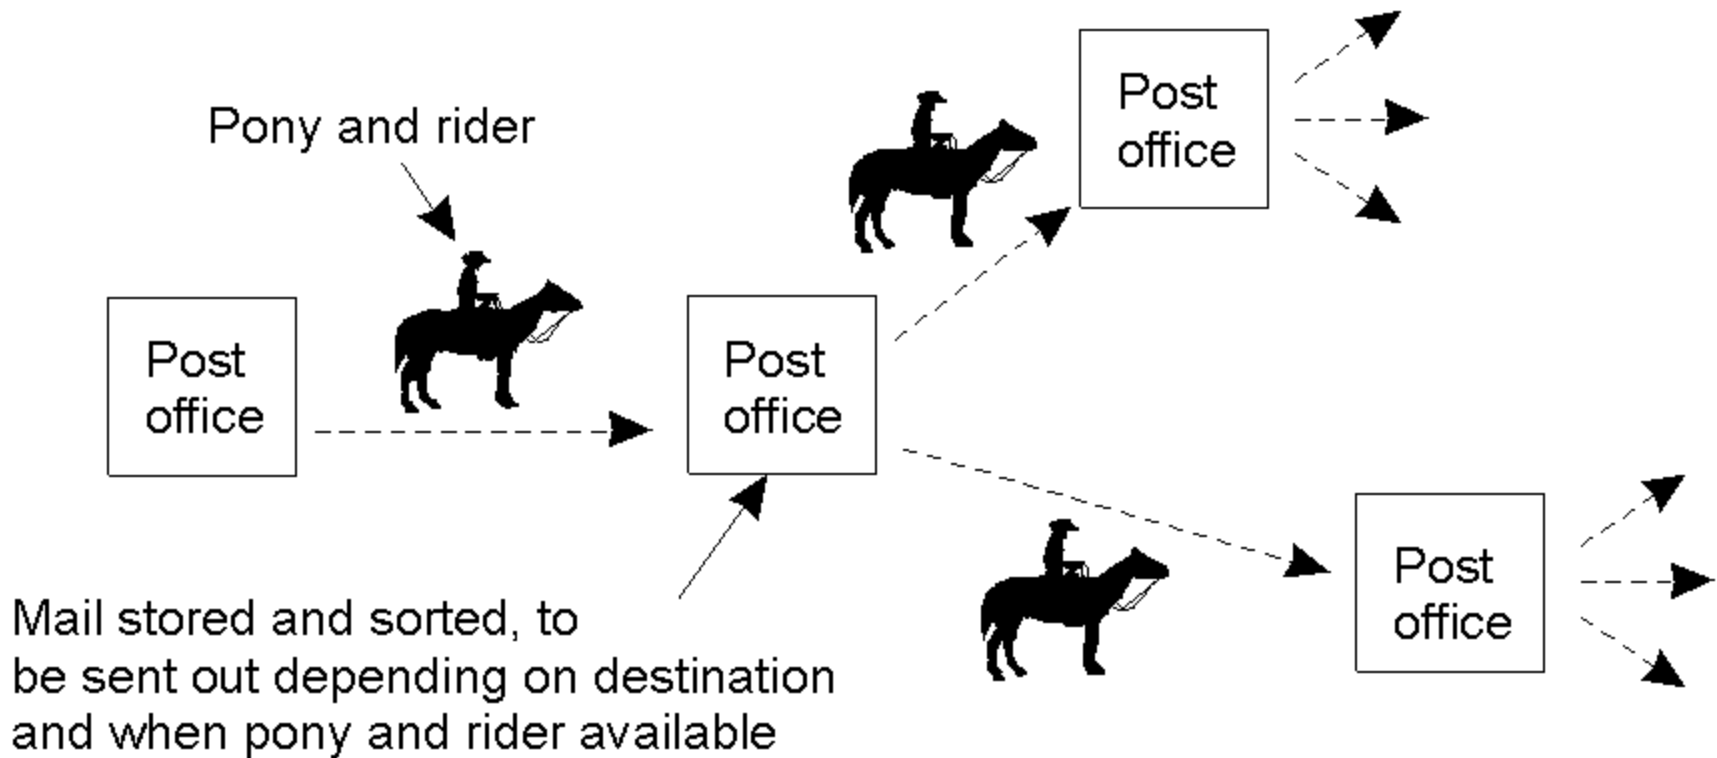 Pony and rider
Post
office
Post
office
Post
office
Post
office
Mail stored and sorted, to
be sent out depending on destination
and when pony and rider available